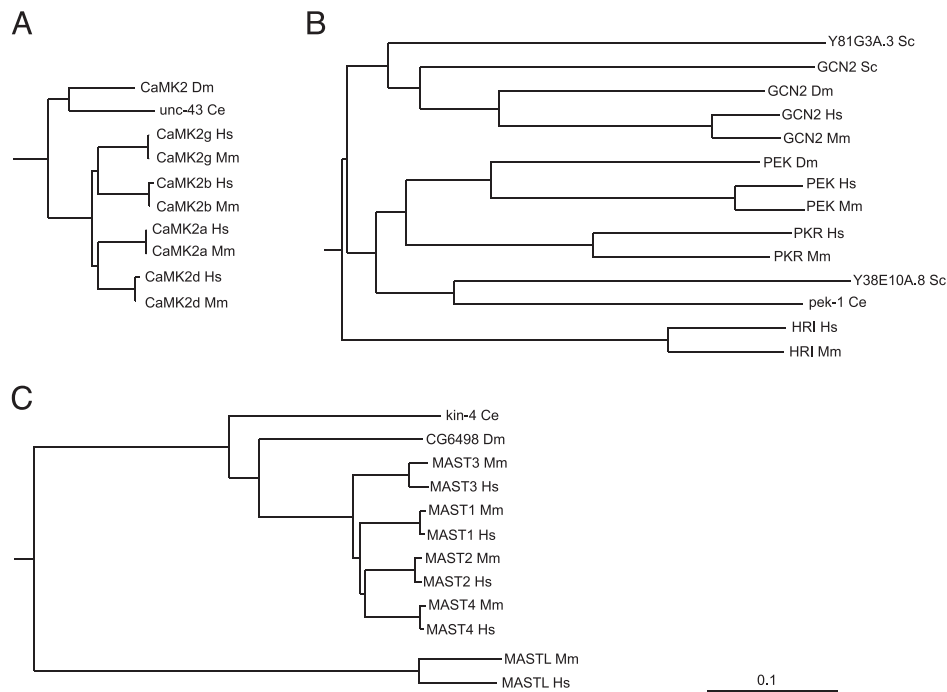 A
CaMK2 Dm
unc-43 Ce
CaMK2g Hs
CaMK2g Mm
CaMK2b Hs
CaMK2b Mm
CaMK2a Hs
CaMK2a Mm
CaMK2d Hs
CaMK2d Mm
B
Y81G3A.3 Sc
GCN2 Sc
GCN2 Dm
GCN2 Hs
GCN2 Mm
PEK Dm
PEK Hs
PEK Mm
PKR Hs
PKR Mm
Y38E10A.8 Sc
pek-1 Ce
HRI Hs
HRI Mm
C
kin-4 Ce
CG6498 Dm
MAST3 Mm
MAST3 Hs
MAST1 Mm
MAST1 Hs
MAST2 Mm
MAST2 Hs
MAST4 Mm
MAST4 Hs
MASTL Mm
MASTL Hs
0.1